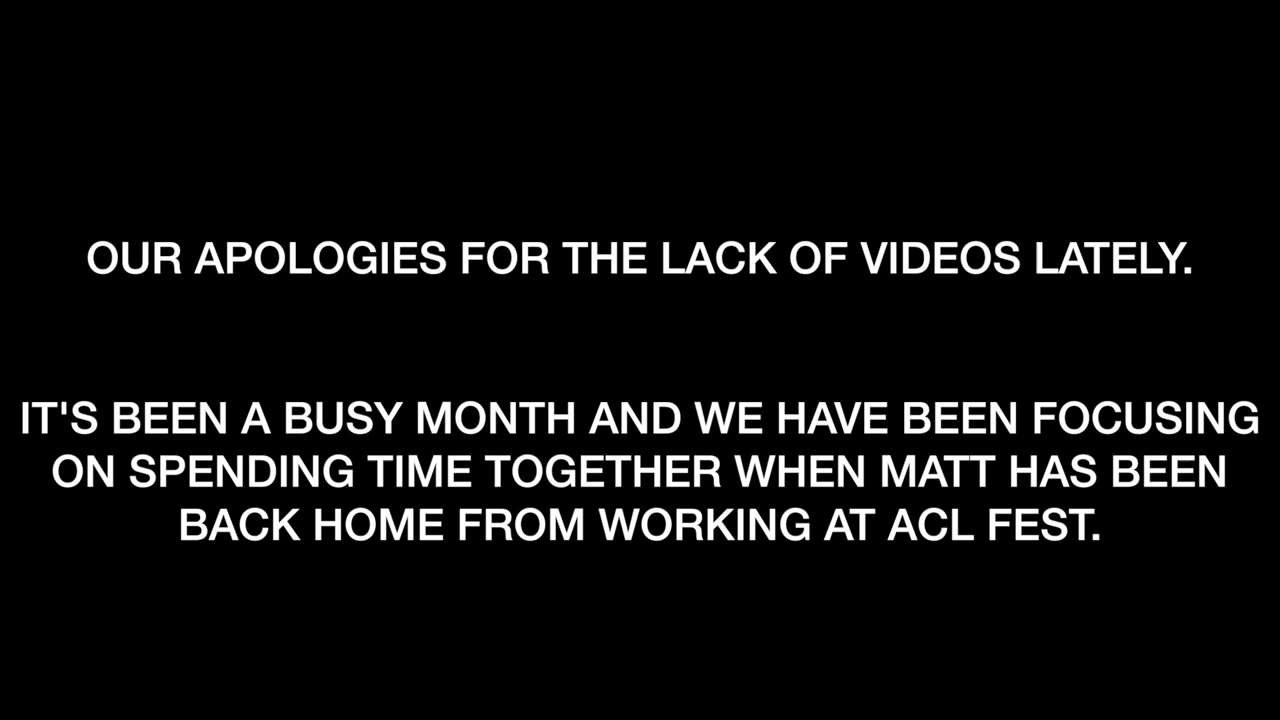 OUR APOLOGIES FOR THE LACK OF VIDEOS LATELY.
IT'S BEEN A BUSY MONTH AND WE HAVE BEEN FOCUSING
ON SPENDING TIME TOGETHER WHEN MATT HAS BEEN
BACK HOME FROM WORKING AT ACL FEST.